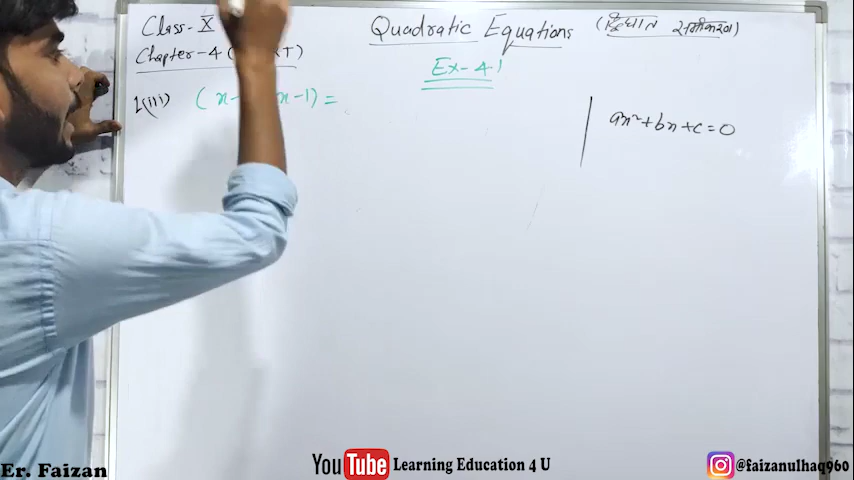 Class- X
Quadratic Equations (द्विघात समीकरण)
Chapter-4
Ex-4.1
(iii) (x- x-1) =
ax²+bx+c=0
YouTube Learning Education 4 U
@faizanulhaq960
Er. Faizan